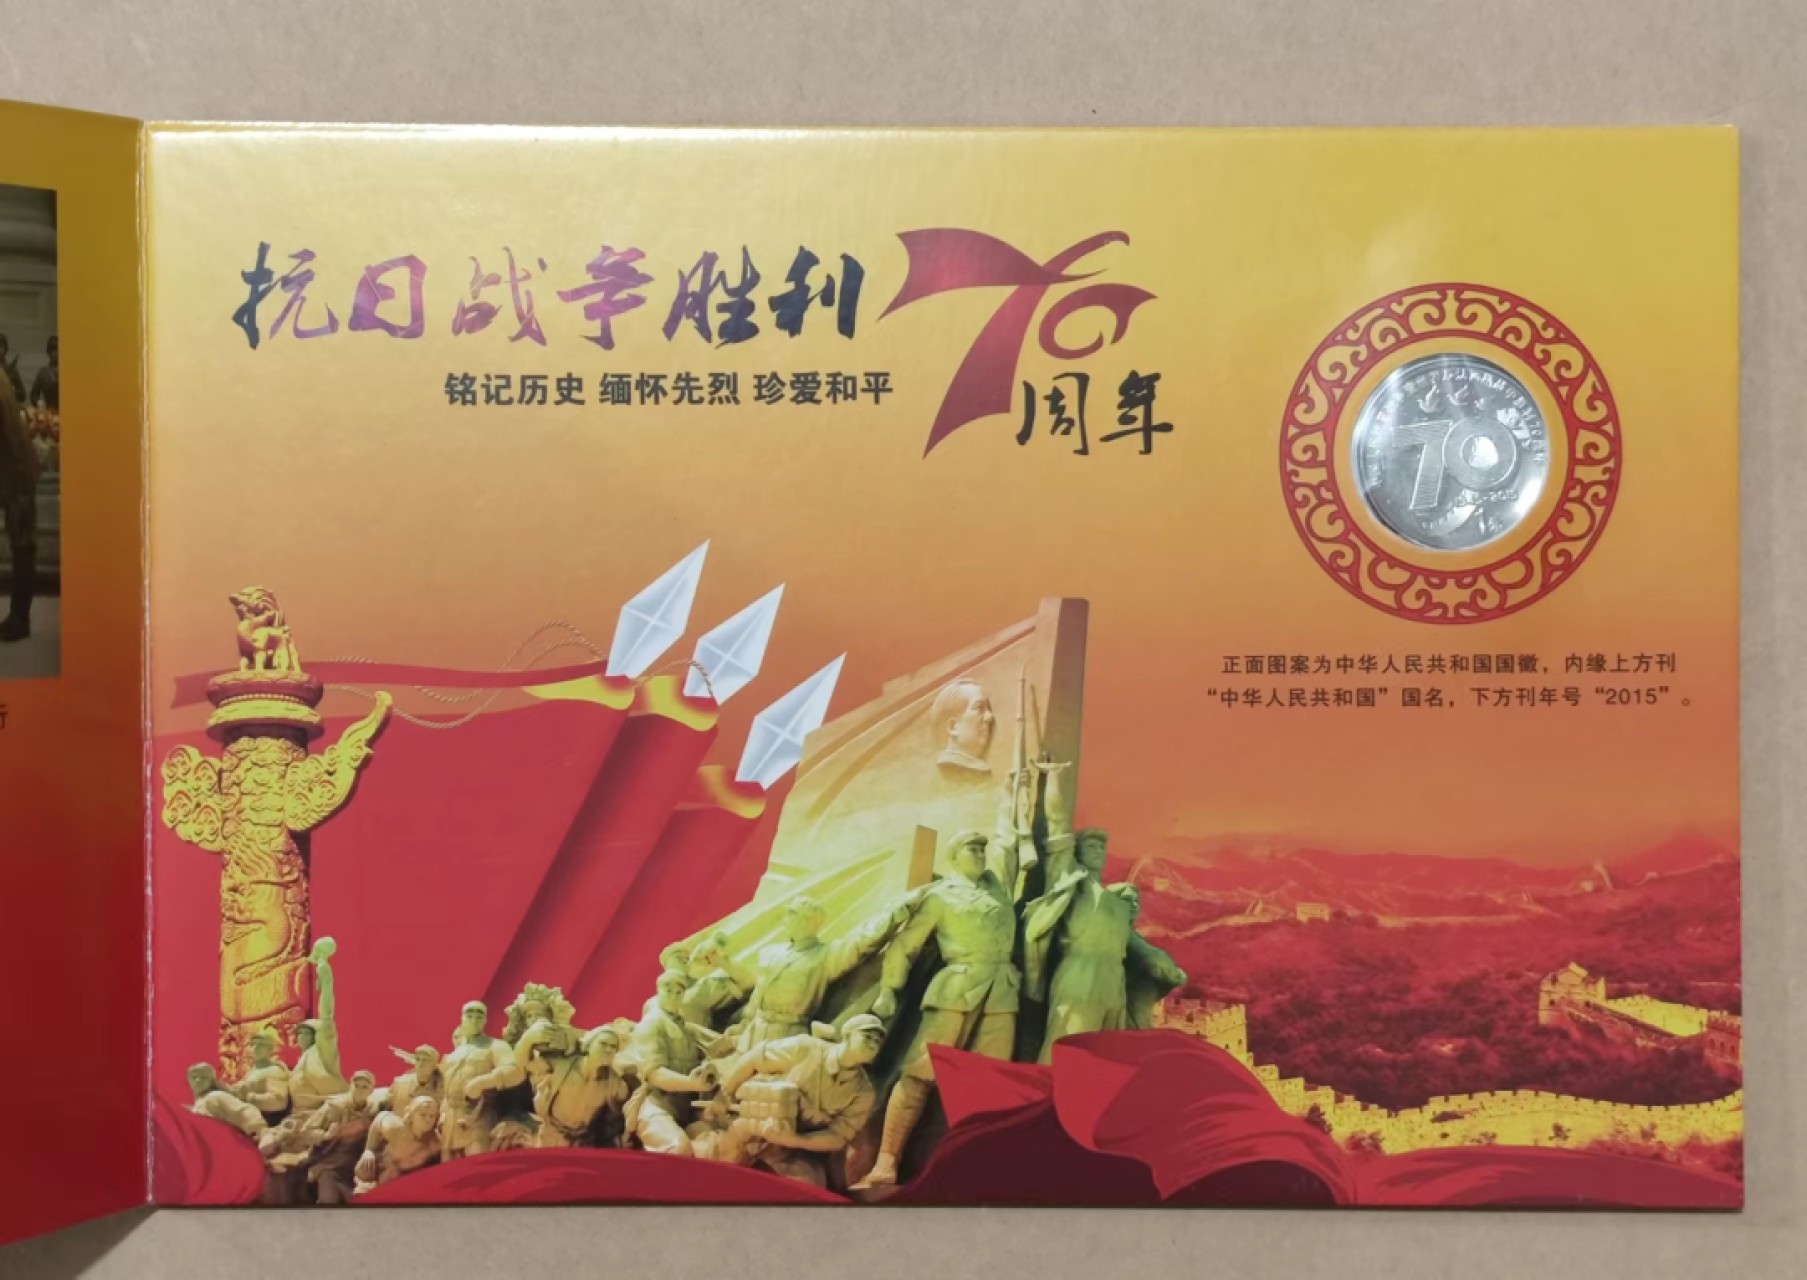 抗日战争胜利70
周年
铭记历史 缅怀先烈 珍爱和平
70
正面图案为中华人民共和国国徽，内缘上方刊
“中华人民共和国”国名，下方刊年号“2015”。